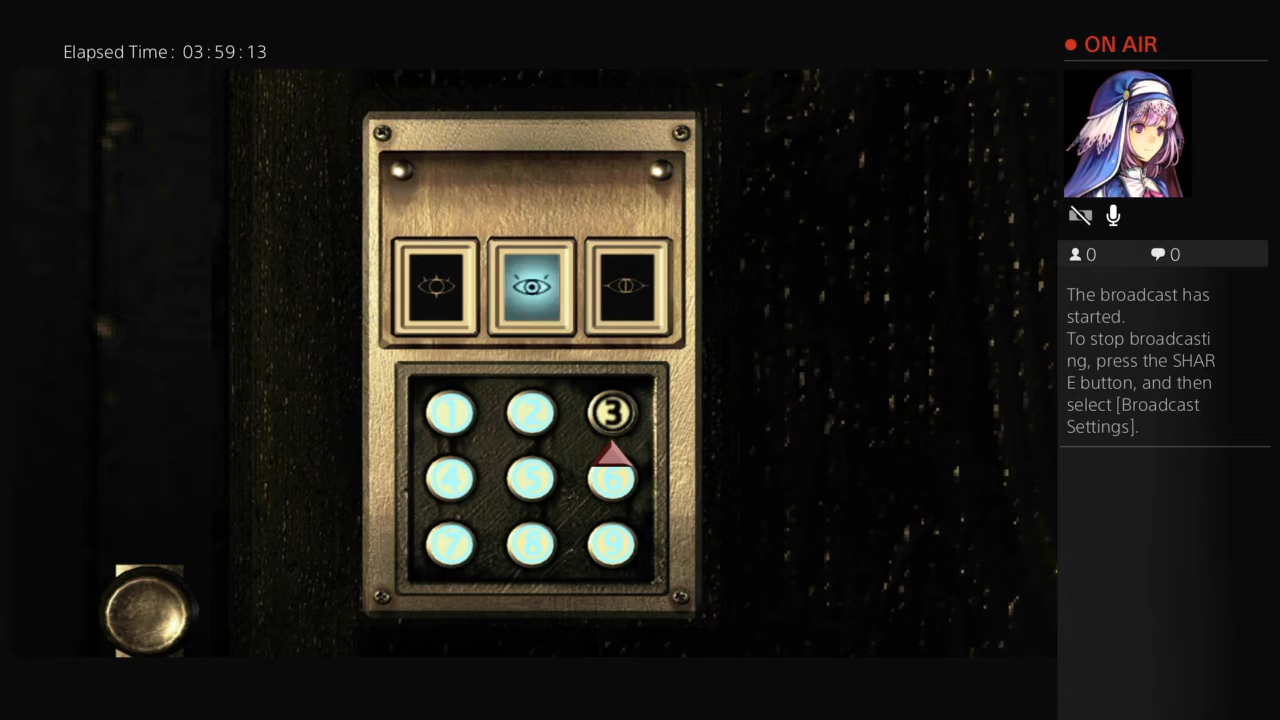 Elapsed Time: 03:59:13
ON AIR
0 0
The broadcast has
started.
To stop broadcasti
ng, press the SHAR
E button, and then
select [Broadcast
Settings].
1 2 3
4 5 6
7 8 9